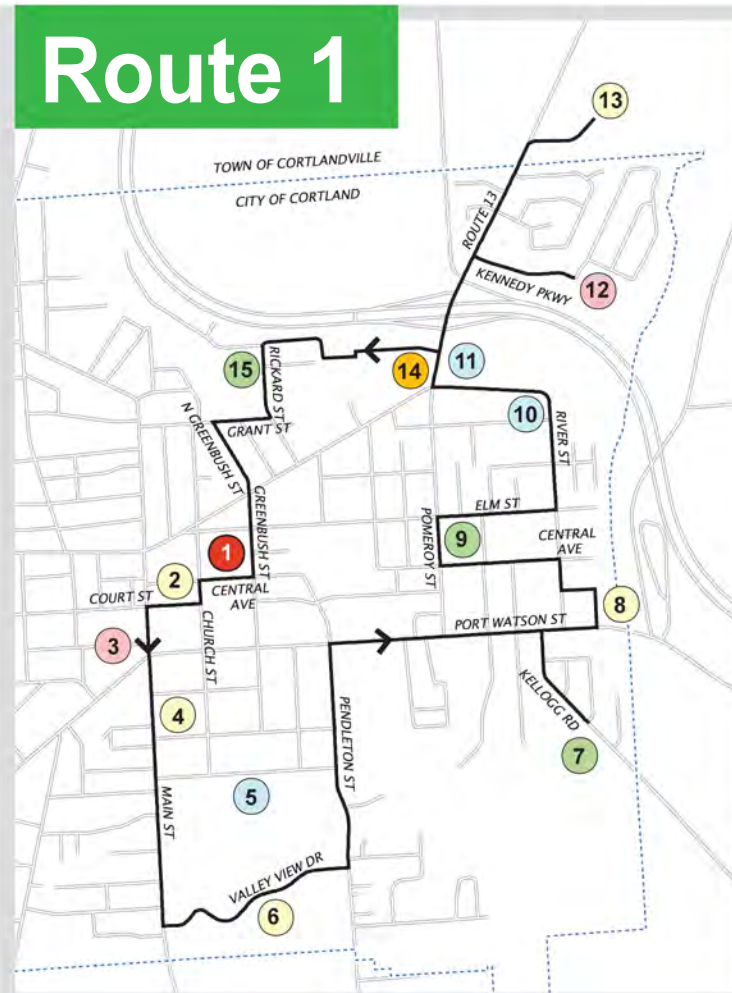 Route 1
13
TOWN OF CORTLANDVILLE
CITY OF CORTLAND
ROUTE 13
KENNEDY PKWY
12
15
RICKARD ST
14
11
10
N GREENBUSH ST
GRANT ST
RIVER ST
GREENBUSH ST
ELM ST
POMEROY ST
9
CENTRAL
AVE
1
2
COURT ST
CENTRAL
AVE
CHURCH ST
8
PORT WATSON ST
3
4
KELLOGG RD
7
PENDLETON ST
5
MAIN ST
VALLEY VIEW DR
6